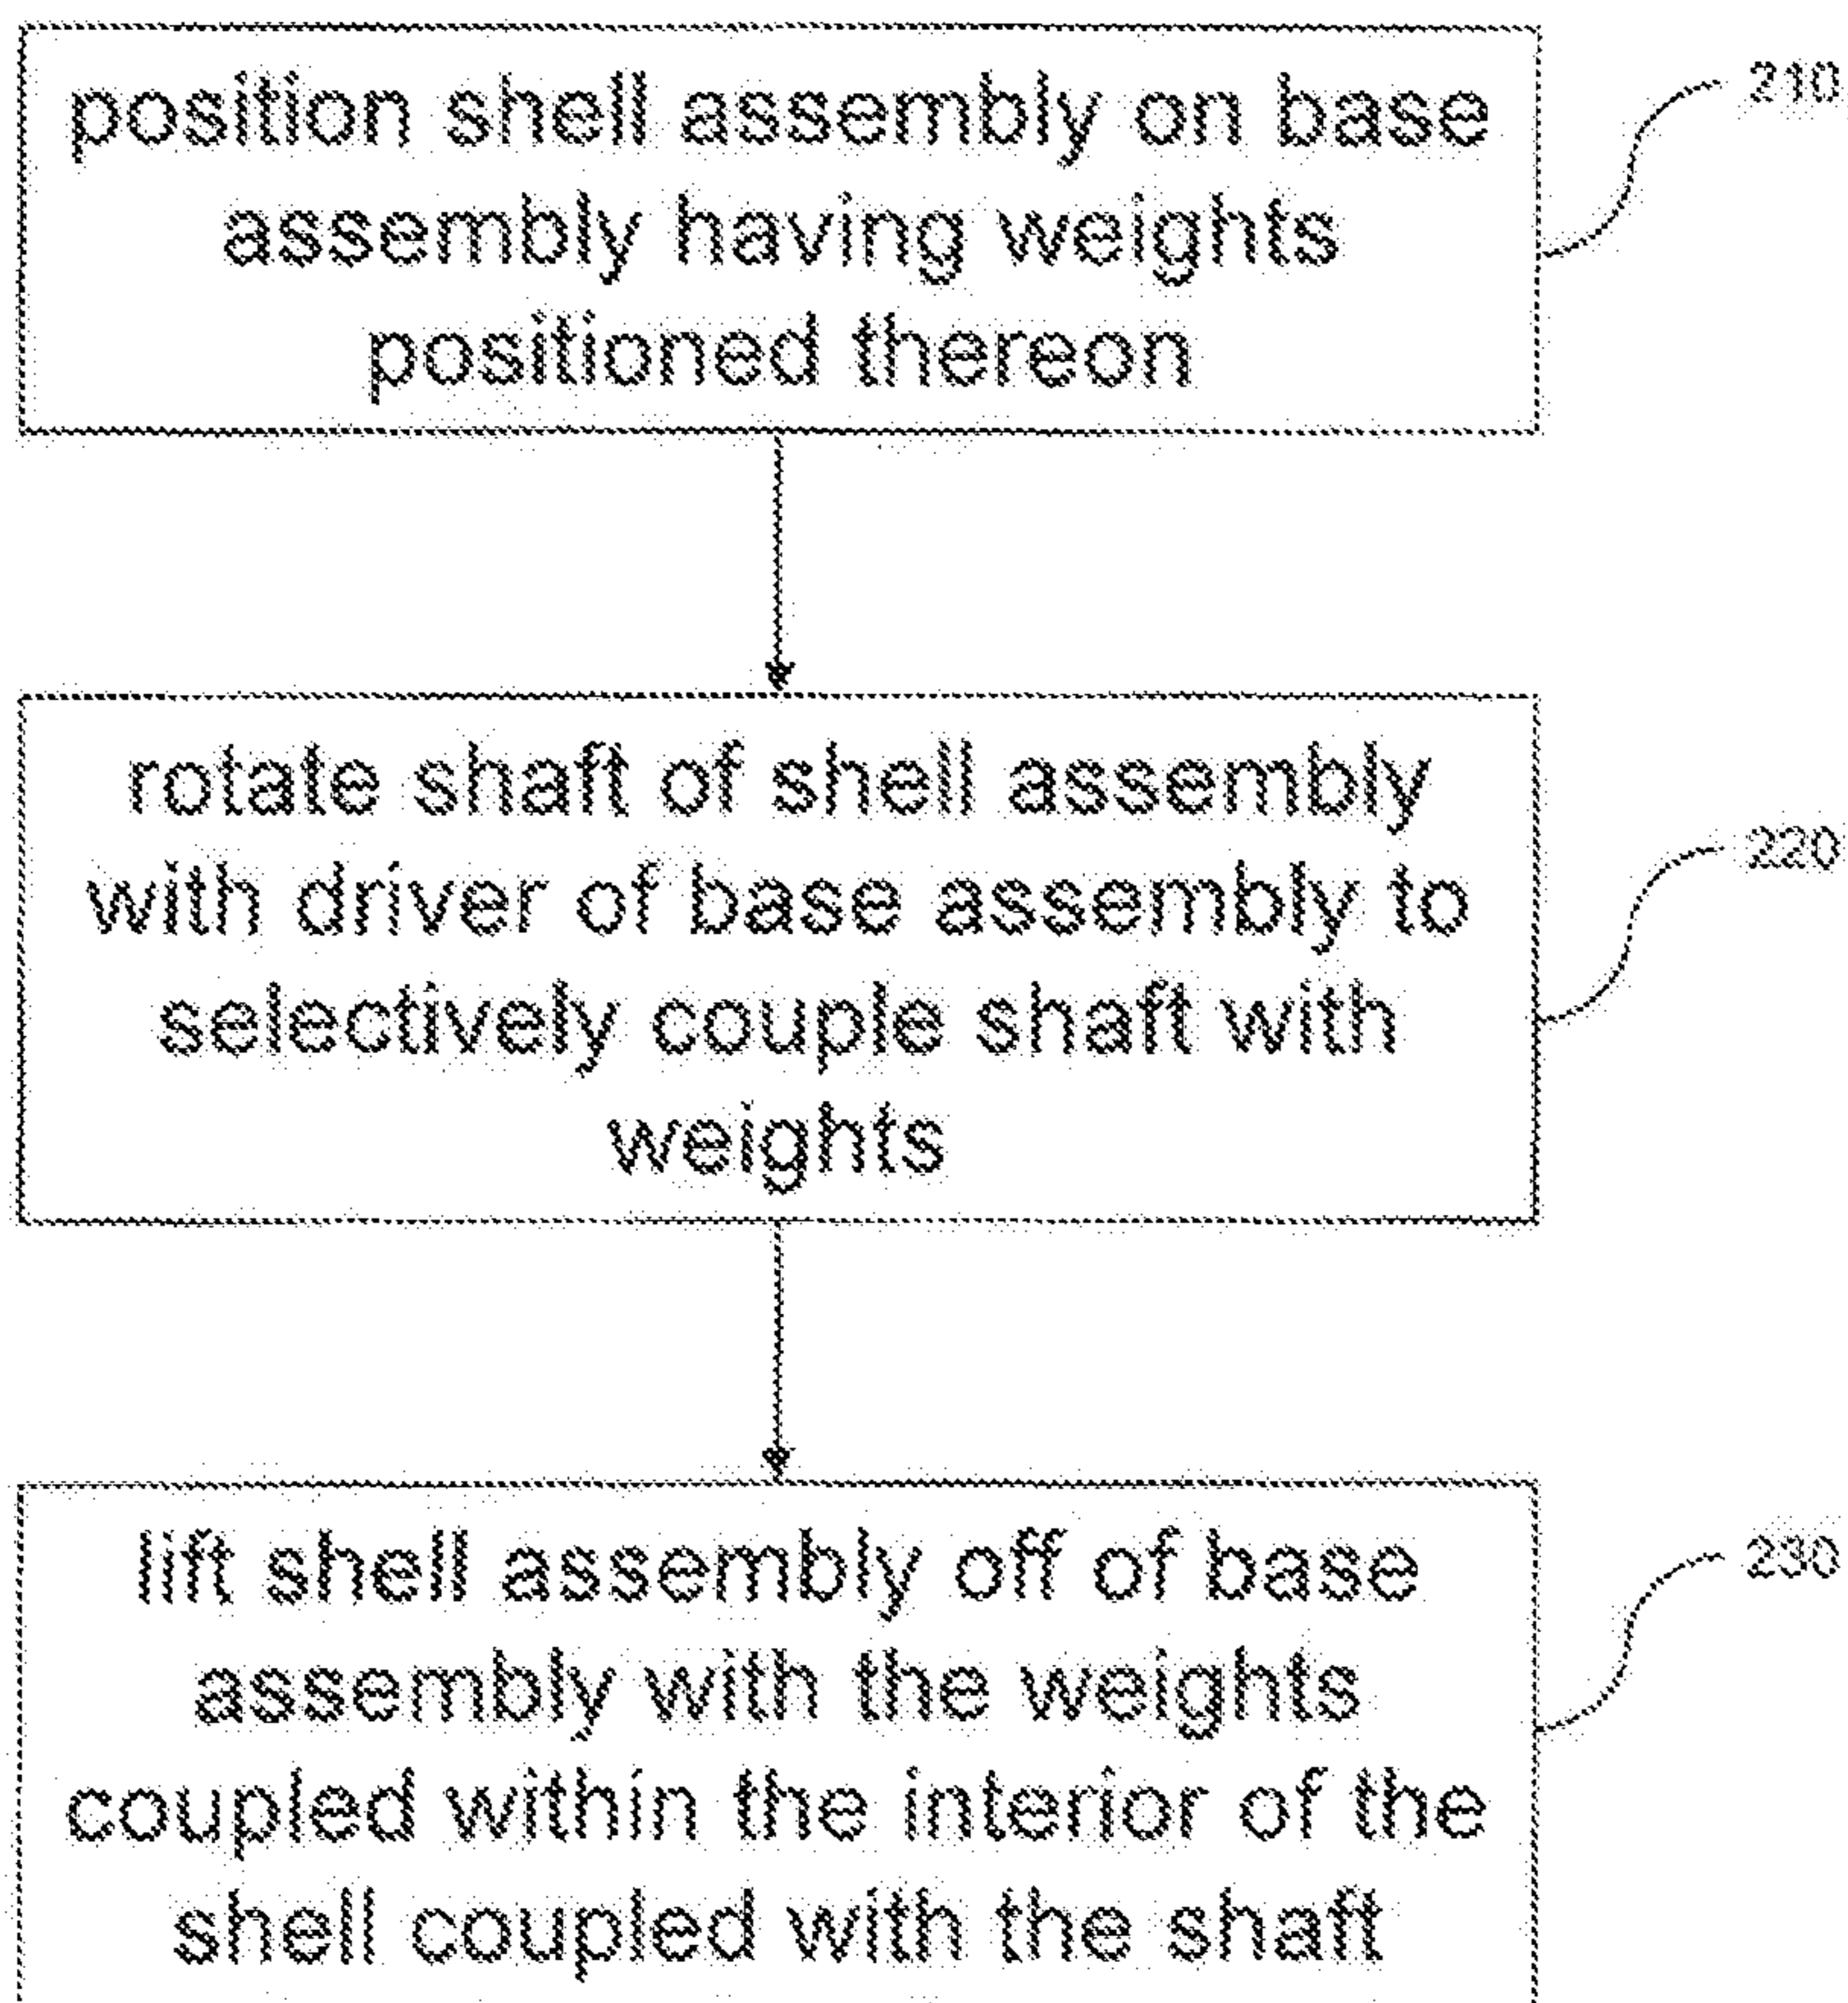 position shell assembly on base
assembly having weights
positioned thereon
210
rotate shaft of shell assembly
with driver of base assembly to
selectively couple shaft with
weights
220
lift shell assembly off of base
assembly with the weights
coupled within the interior of the
shell coupled with the shaft
230